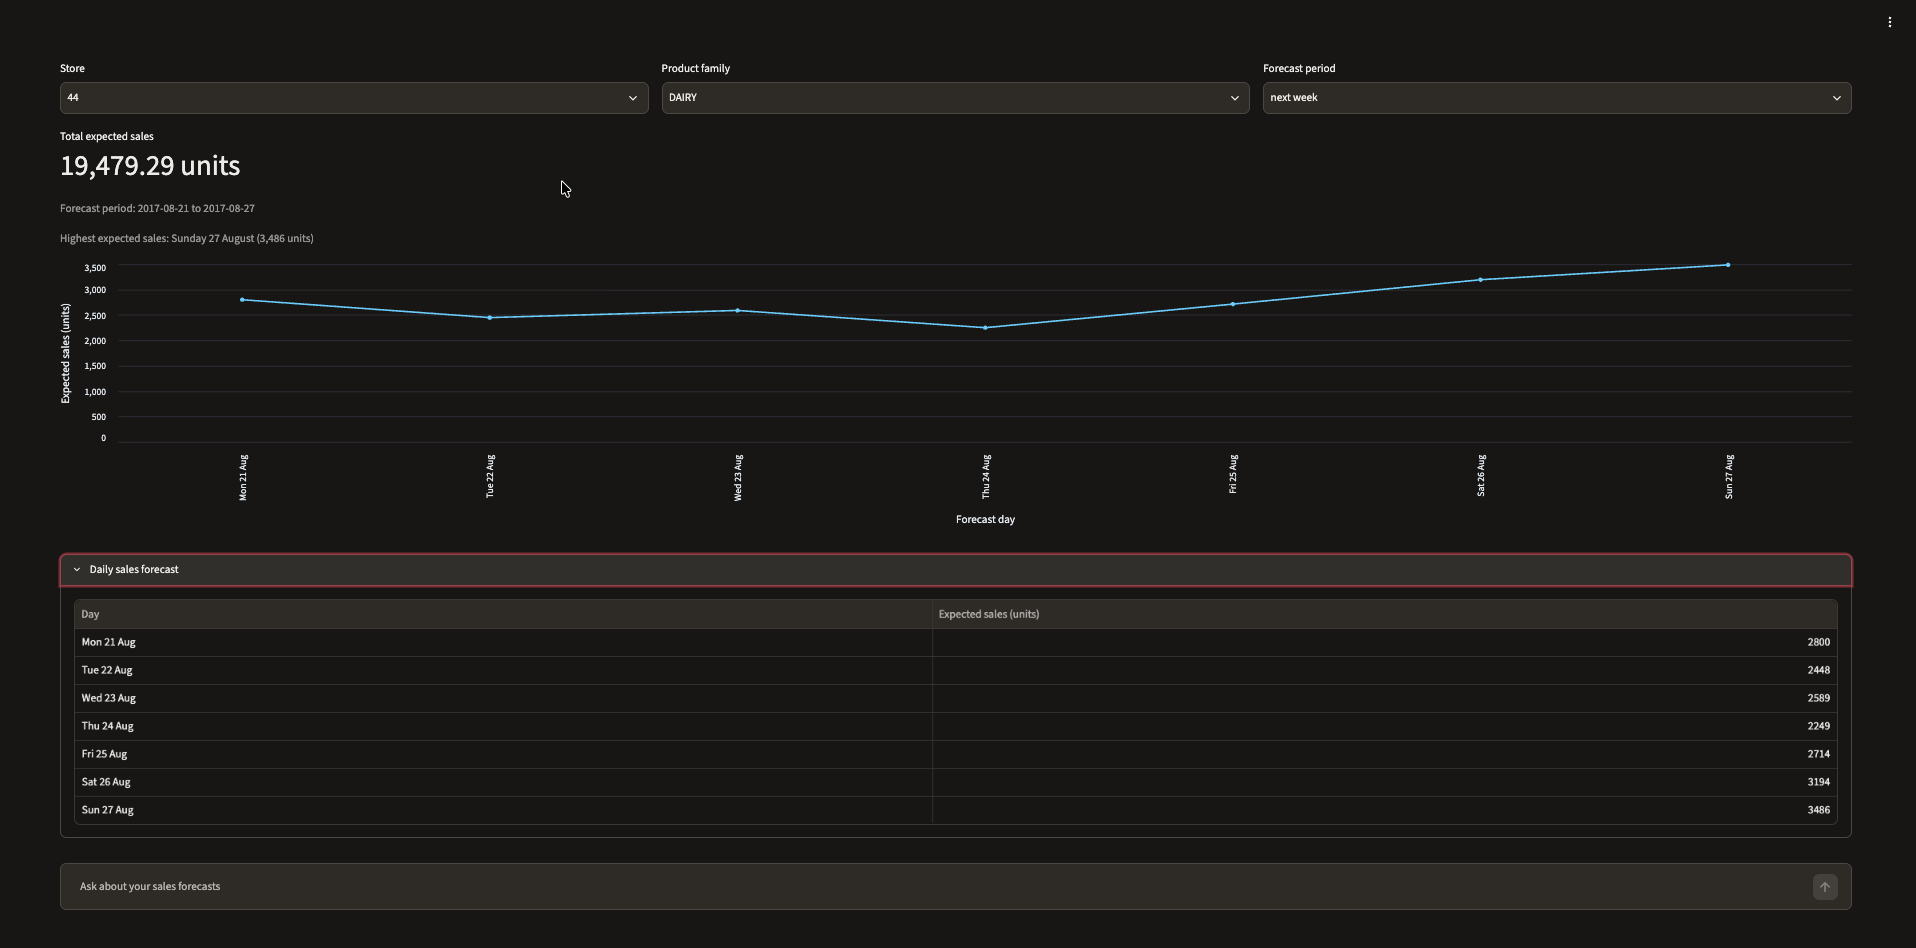 Store
Product family
Forecast period
44
DAIRY
next week
Total expected sales
19,479.29 units
Forecast period: 2017-08-21 to 2017-08-27
Highest expected sales: Sunday 27 August (3,486 units)
Expected sales (units)
3,500
3,000
2,500
2,000
1,500
1,000
500
0
Mon 21 Aug
Tue 22 Aug
Wed 23 Aug
Thu 24 Aug
Fri 25 Aug
Sat 26 Aug
Sun 27 Aug
Forecast day
Daily sales forecast
Day Expected sales (units)
Mon 21 Aug 2800
Tue 22 Aug 2448
Wed 23 Aug 2589
Thu 24 Aug 2249
Fri 25 Aug 2714
Sat 26 Aug 3194
Sun 27 Aug 3486
Ask about your sales forecasts